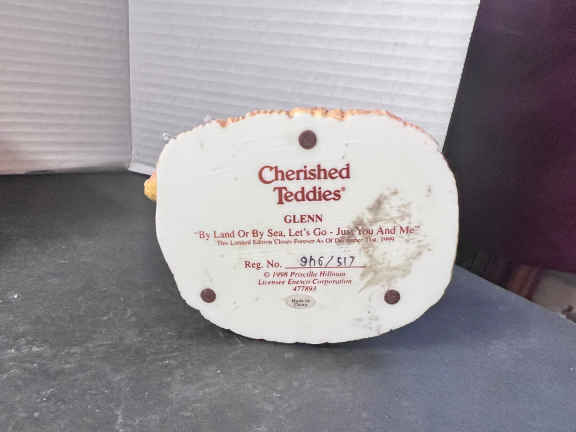 Cherished
Teddies®
GLENN
"By Land Or By Sea, Let's Go - Just You And Me"
This Limited Edition Closes Forever As Of December 31st, 1999
Reg. No. 9H6/517
© 1998 Priscilla Hillman
Licensee Enesco Corporation
477893
Made in
China